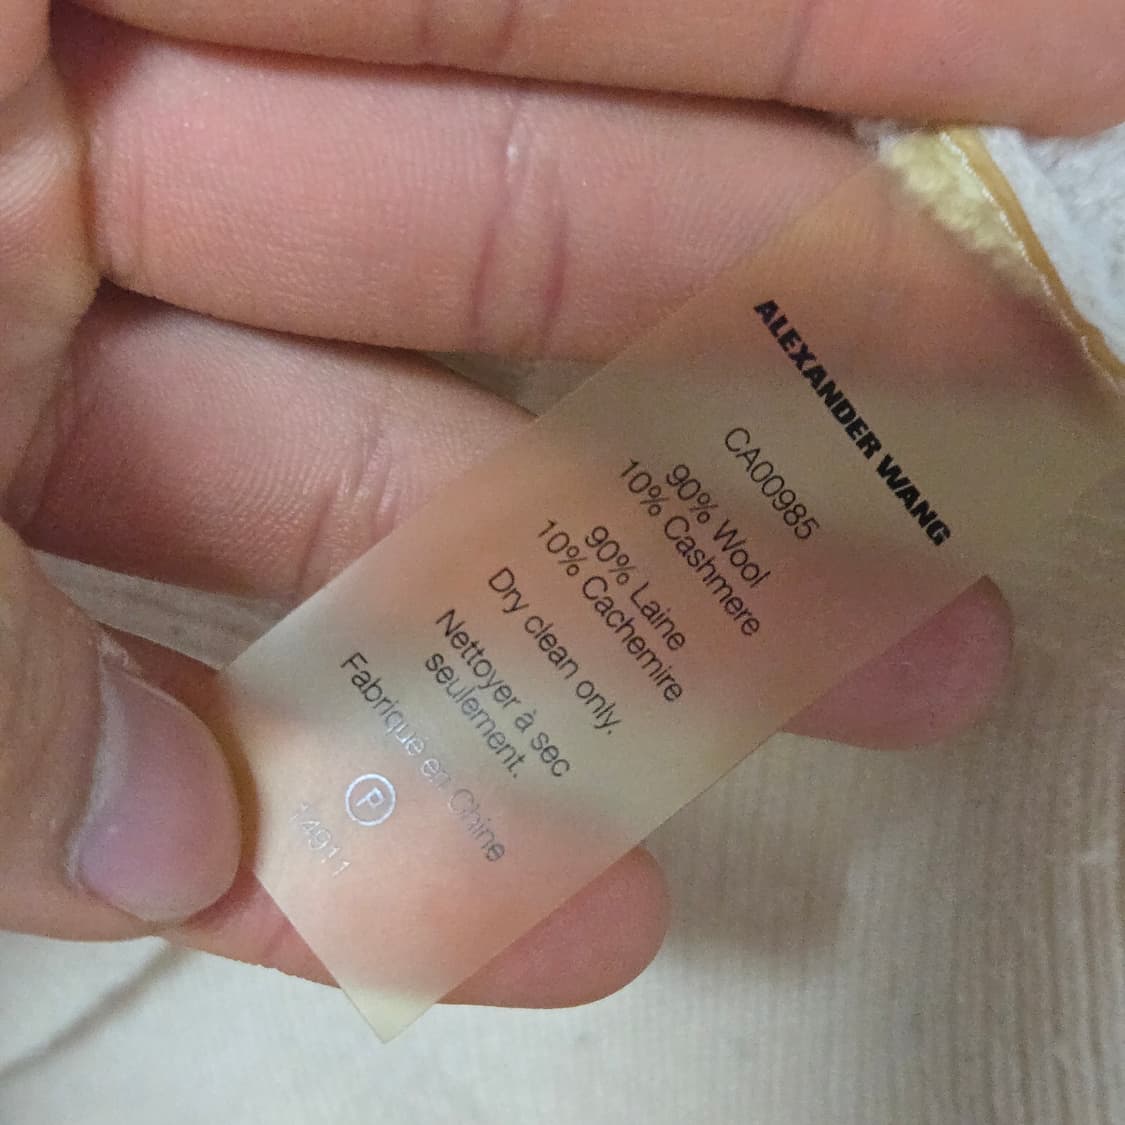 ALEXANDER WANG
CA00985
90% Wool
10% Cashmere
90% Laine
10% Cachemire
Dry clean only.
Nettoyer à sec
seulement.
Fabriqué en Chine
P
14911